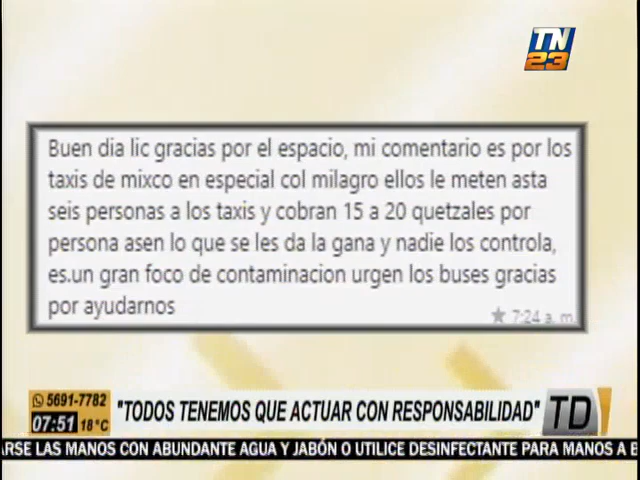 TN
23
Buen dia lic gracias por el espacio, mi comentario es por los
taxis de mixco en especial col milagro ellos le meten asta
seis personas a los taxis y cobran 15 a 20 quetzales por
persona asen lo que se les da la gana y nadie los controla,
es.un gran foco de contaminacion urgen los buses gracias
por ayudarnos
7:24 a. m.
5691-7782
07:51 18°C
"TODOS TENEMOS QUE ACTUAR CON RESPONSABILIDAD"
TD
ARSE LAS MANOS CON ABUNDANTE AGUA Y JABÓN O UTILICE DESINFECTANTE PARA MANOS A B